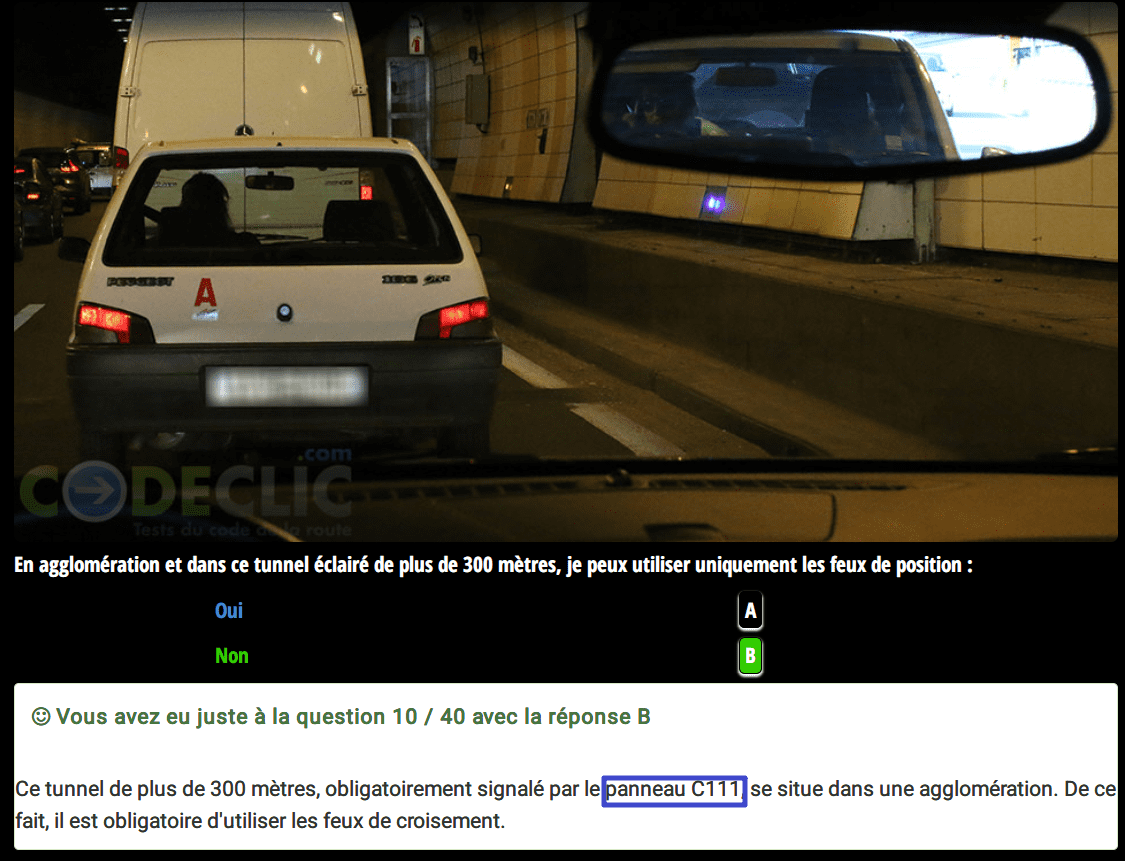 PEUGEOT
106
A
CODECLIC
.com
Tests du code de la route
En agglomération et dans ce tunnel éclairé de plus de 300 mètres, je peux utiliser uniquement les feux de position :
Oui
A
Non
B
Vous avez eu juste à la question 10 / 40 avec la réponse B
Ce tunnel de plus de 300 mètres, obligatoirement signalé par le panneau C111, se situe dans une agglomération. De ce
fait, il est obligatoire d'utiliser les feux de croisement.